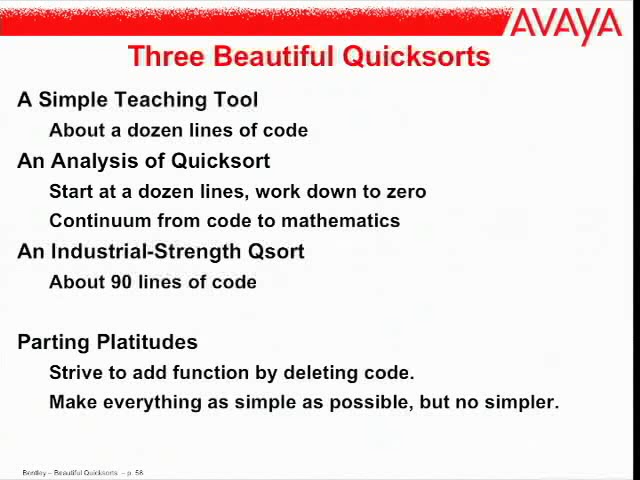 AVAYA
Three Beautiful Quicksorts
A Simple Teaching Tool
About a dozen lines of code
An Analysis of Quicksort
Start at a dozen lines, work down to zero
Continuum from code to mathematics
An Industrial-Strength Qsort
About 90 lines of code
Parting Platitudes
Strive to add function by deleting code.
Make everything as simple as possible, but no simpler.
Bentley – Beautiful Quicksorts – p. 56